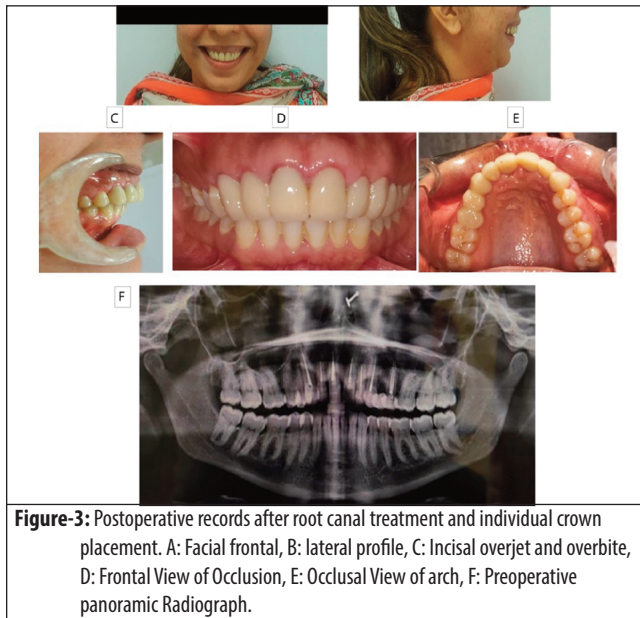 C
D
E
F
Figure-3: Postoperative records after root canal treatment and individual crown
placement. A: Facial frontal, B: lateral profile, C: Incisal overjet and overbite,
D: Frontal View of Occlusion, E: Occlusal View of arch, F: Preoperative
panoramic Radiograph.